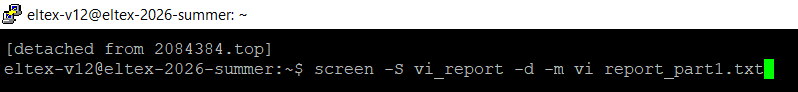 eltex-v12@eltex-2026-summer: ~
[detached from 2084384.top]
eltex-v12@eltex-2026-summer:~$ screen -S vi_report -d -m vi report_part1.txt